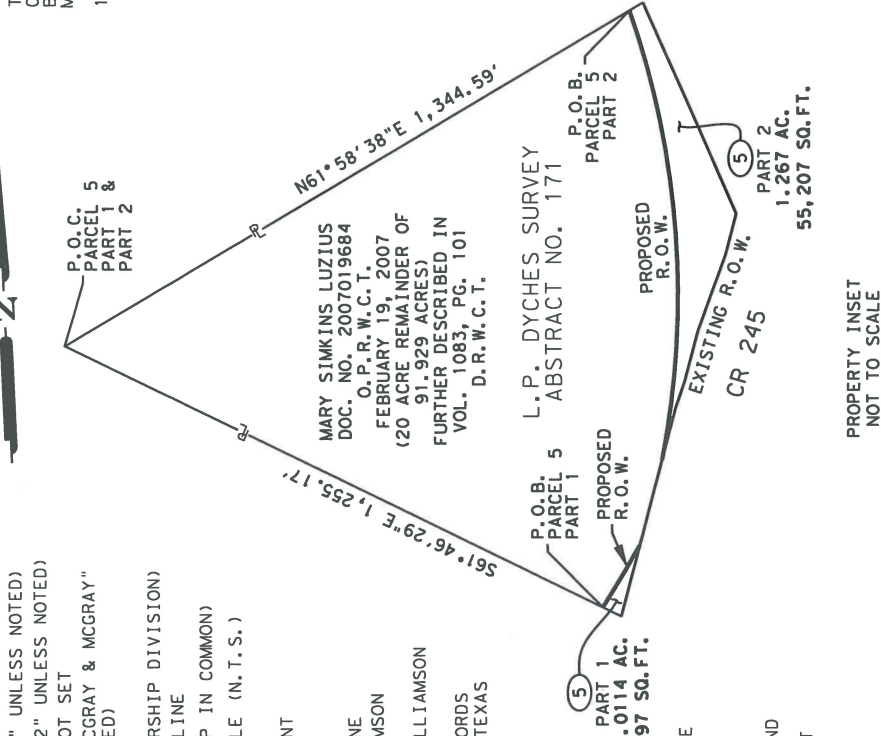 " UNLESS NOTED)
2" UNLESS NOTED)
OT SET
CGRAY & MCGRAY"
ED)
RSHIP DIVISION)
LINE
P IN COMMON)
LE (N.T.S.)
NT
NE
MSON
LLIAMSON
ORDS
TEXAS
E
ND
T
P.O.C.
PARCEL 5
PART 1 &
PART 2
N61°58'38"E 1,344.59'
S61°46'29"E 1,255.17'
MARY SIMKINS LUZIUS
DOC. NO. 2007019684
O.P.R.W.C.T.
FEBRUARY 19, 2007
(20 ACRE REMAINDER OF
91.929 ACRES)
FURTHER DESCRIBED IN
VOL. 1083, PG. 101
D.R.W.C.T.
L.P. DYCHES SURVEY
ABSTRACT NO. 171
P.O.B.
PARCEL 5
PART 1
PROPOSED
R.O.W.
P.O.B.
PARCEL 5
PART 2
PROPOSED
R.O.W.
EXISTING R.O.W.
CR 245
5
PART 1
.0114 AC.
97 SQ.FT.
5
PART 2
1.267 AC.
55,207 SQ.FT.
PROPERTY INSET
NOT TO SCALE